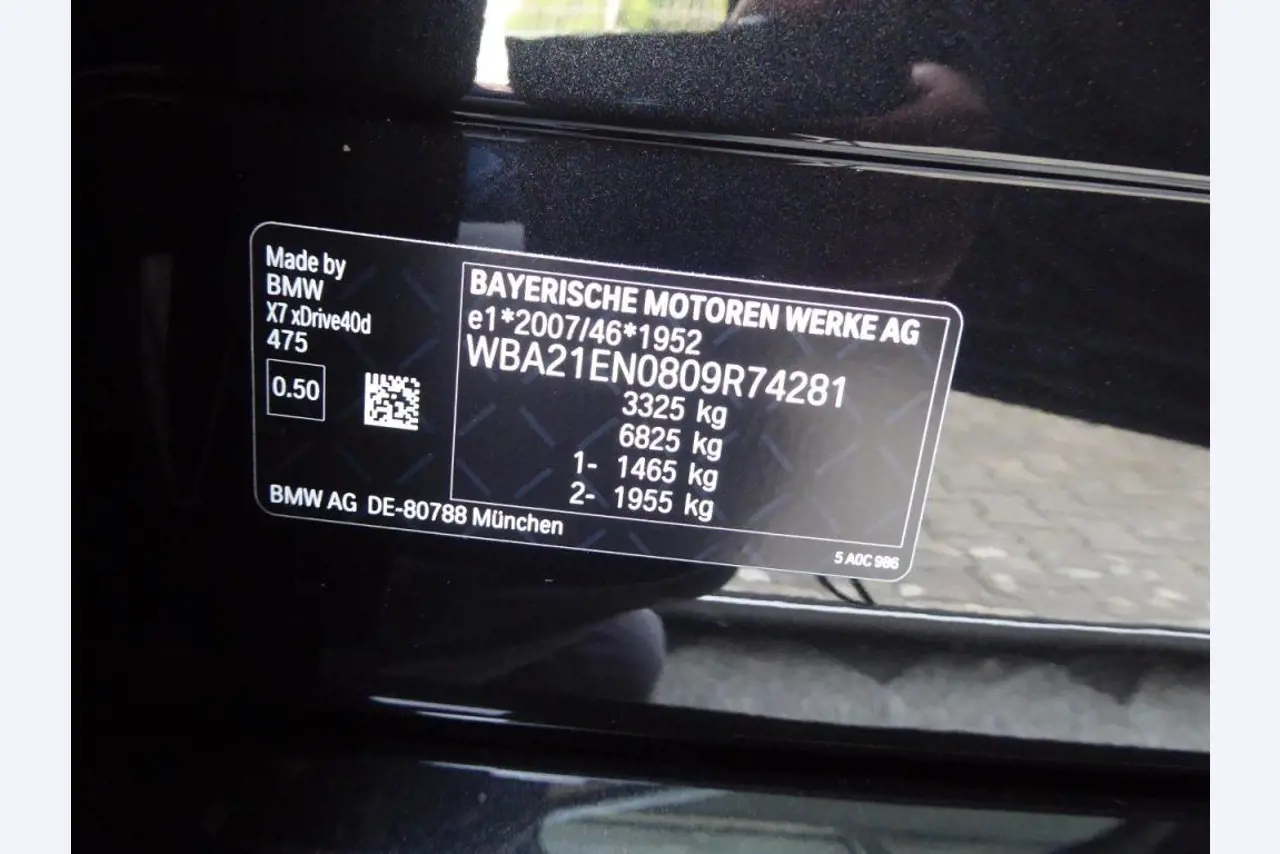 Made by
BMW
X7 xDrive40d
475
0.50
BAYERISCHE MOTOREN WERKE AG
e1*2007/46*1952
WBA21EN0809R74281
3325 kg
6825 kg
1- 1465 kg
2- 1955 kg
BMW AG DE-80788 München
5 A0C 986